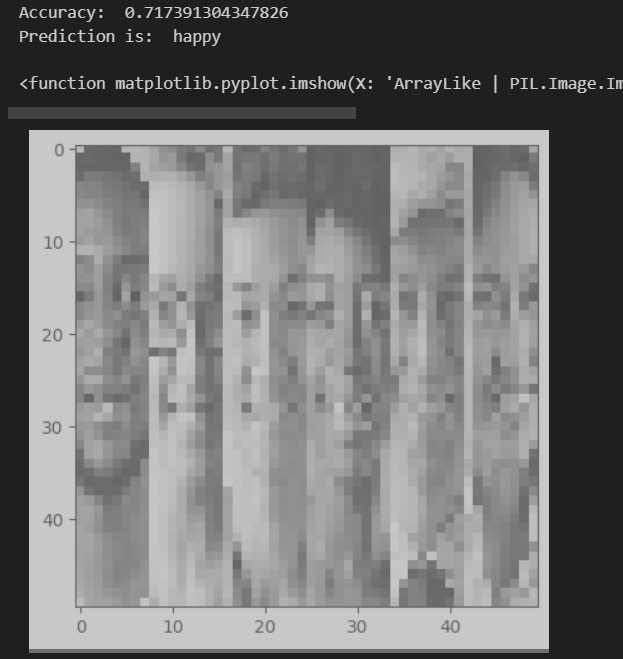 Accuracy:  0.717391304347826
Prediction is:  happy
<function matplotlib.pyplot.imshow(X: 'ArrayLike | PIL.Image.Im
0
10
20
30
40
0 10 20 30 40